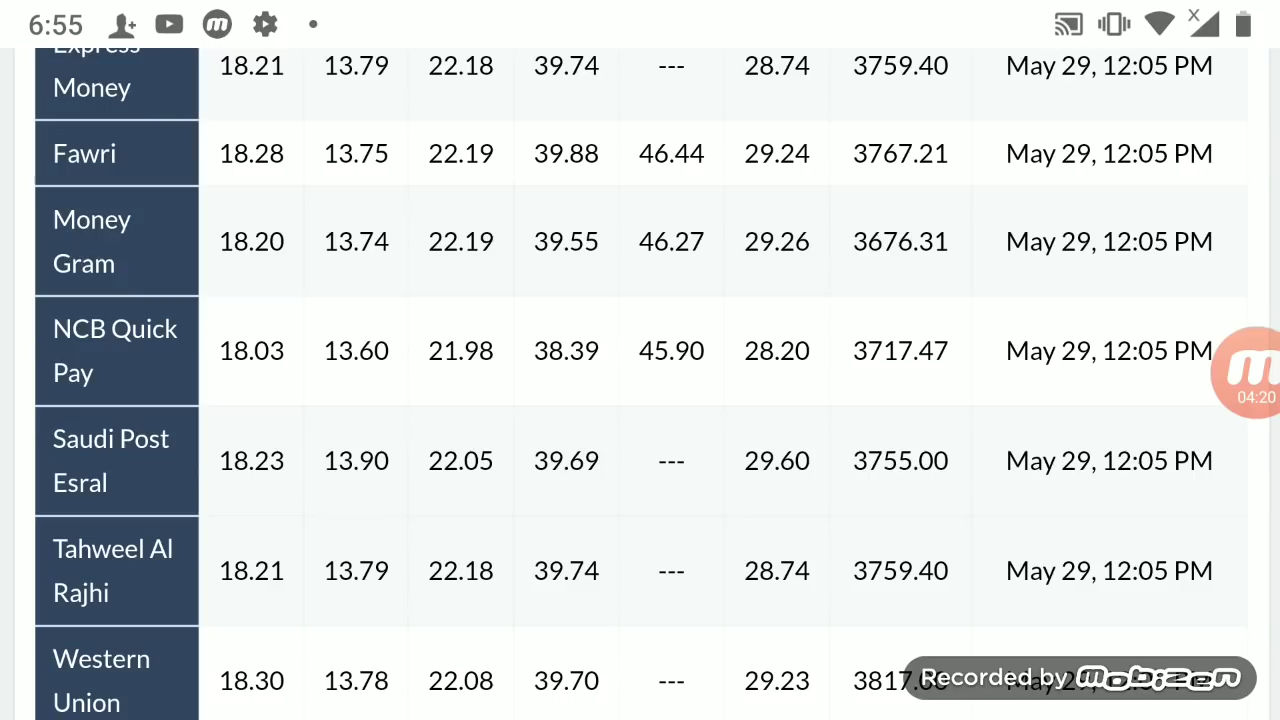 6:55
Express
Money 18.21 13.79 22.18 39.74 --- 28.74 3759.40 May 29, 12:05 PM
Fawri 18.28 13.75 22.19 39.88 46.44 29.24 3767.21 May 29, 12:05 PM
Money
Gram 18.20 13.74 22.19 39.55 46.27 29.26 3676.31 May 29, 12:05 PM
NCB Quick
Pay 18.03 13.60 21.98 38.39 45.90 28.20 3717.47 May 29, 12:05 PM
04:20
Saudi Post
Esral 18.23 13.90 22.05 39.69 --- 29.60 3755.00 May 29, 12:05 PM
Tahweel Al
Rajhi 18.21 13.79 22.18 39.74 --- 28.74 3759.40 May 29, 12:05 PM
Western
Union 18.30 13.78 22.08 39.70 --- 29.23
Recorded by mobizen